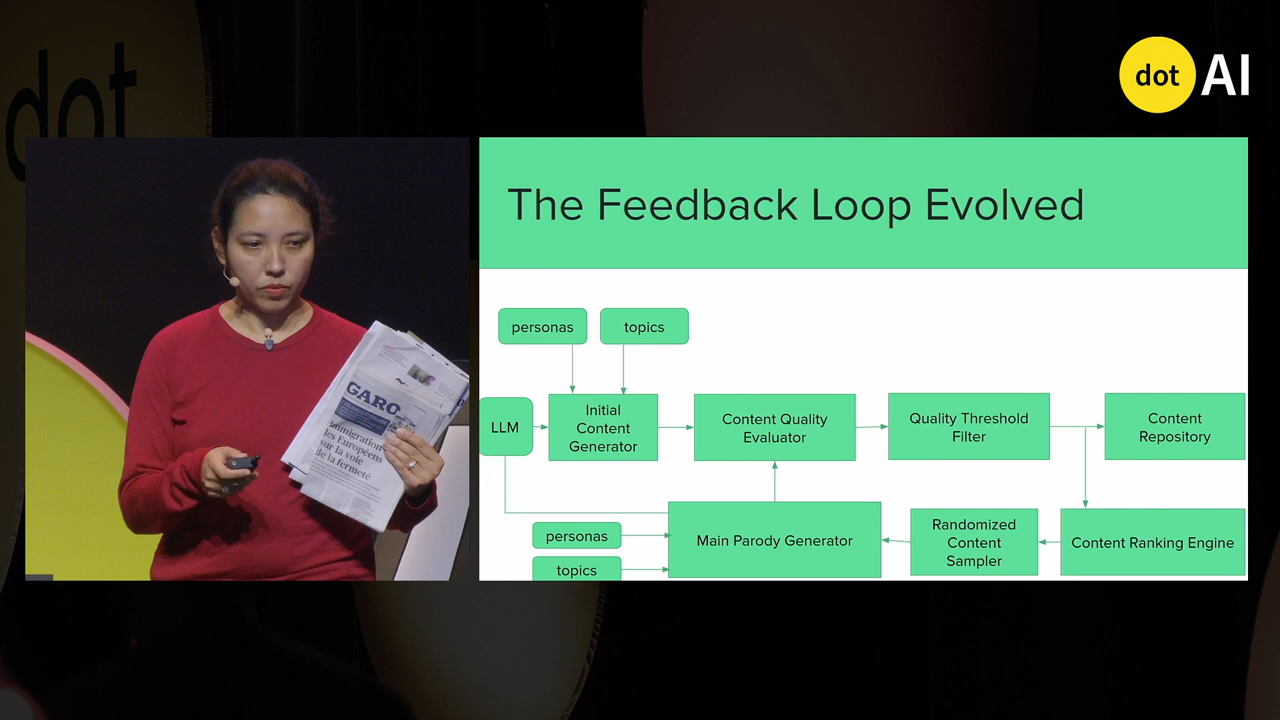 dot
dot AI
The Feedback Loop Evolved
personas
topics
LLM
Initial
Content
Generator
Content Quality
Evaluator
Quality Threshold
Filter
Content
Repository
Main Parody Generator
Randomized
Content
Sampler
Content Ranking Engine
personas
topics
GARO
Immigration
les Européens
sur la voie
de la fermeté